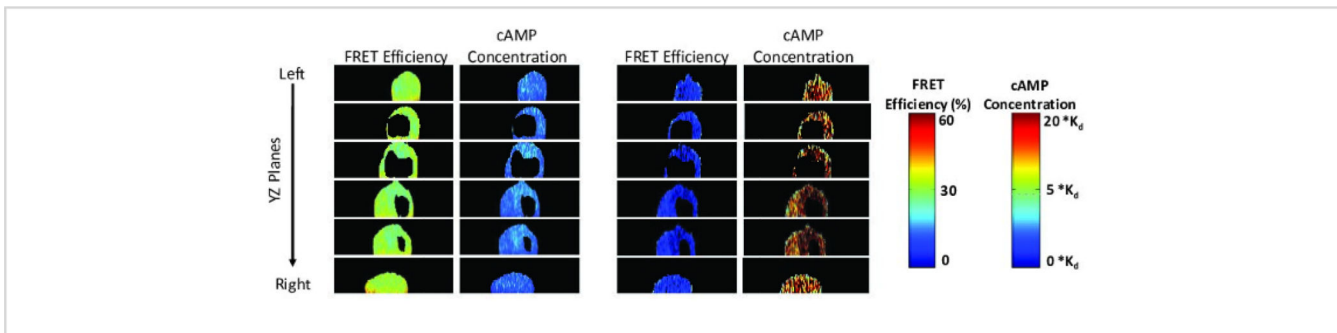 cAMP
FRET Efficiency Concentration
cAMP
FRET Efficiency Concentration
Left
YZ Planes
Right
FRET
Efficiency (%)
60
30
0
cAMP
Concentration
20 *Kd
5 *Kd
0 *Kd